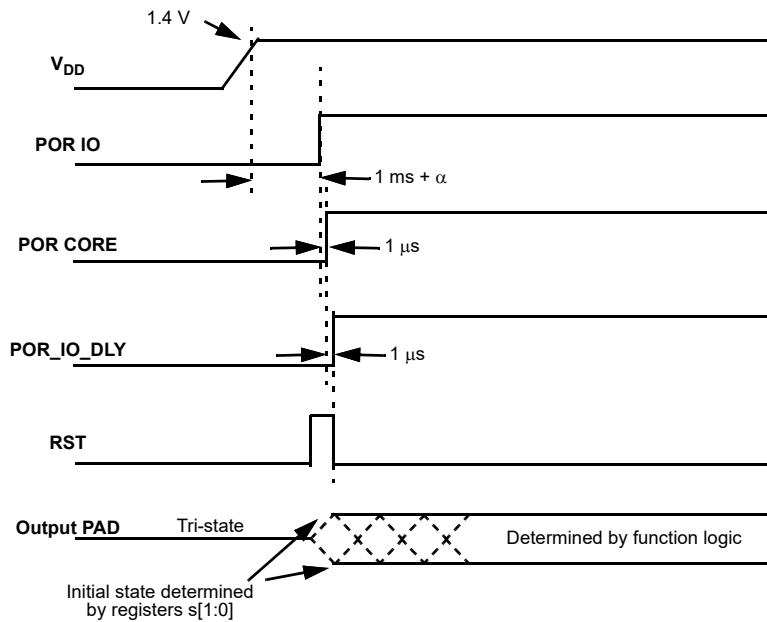 1.4 V
VDD
POR IO
1 ms + α
POR CORE
1 μs
POR_IO_DLY
1 μs
RST
Output PAD
Tri-state
Determined by function logic
Initial state determined
by registers s[1:0]